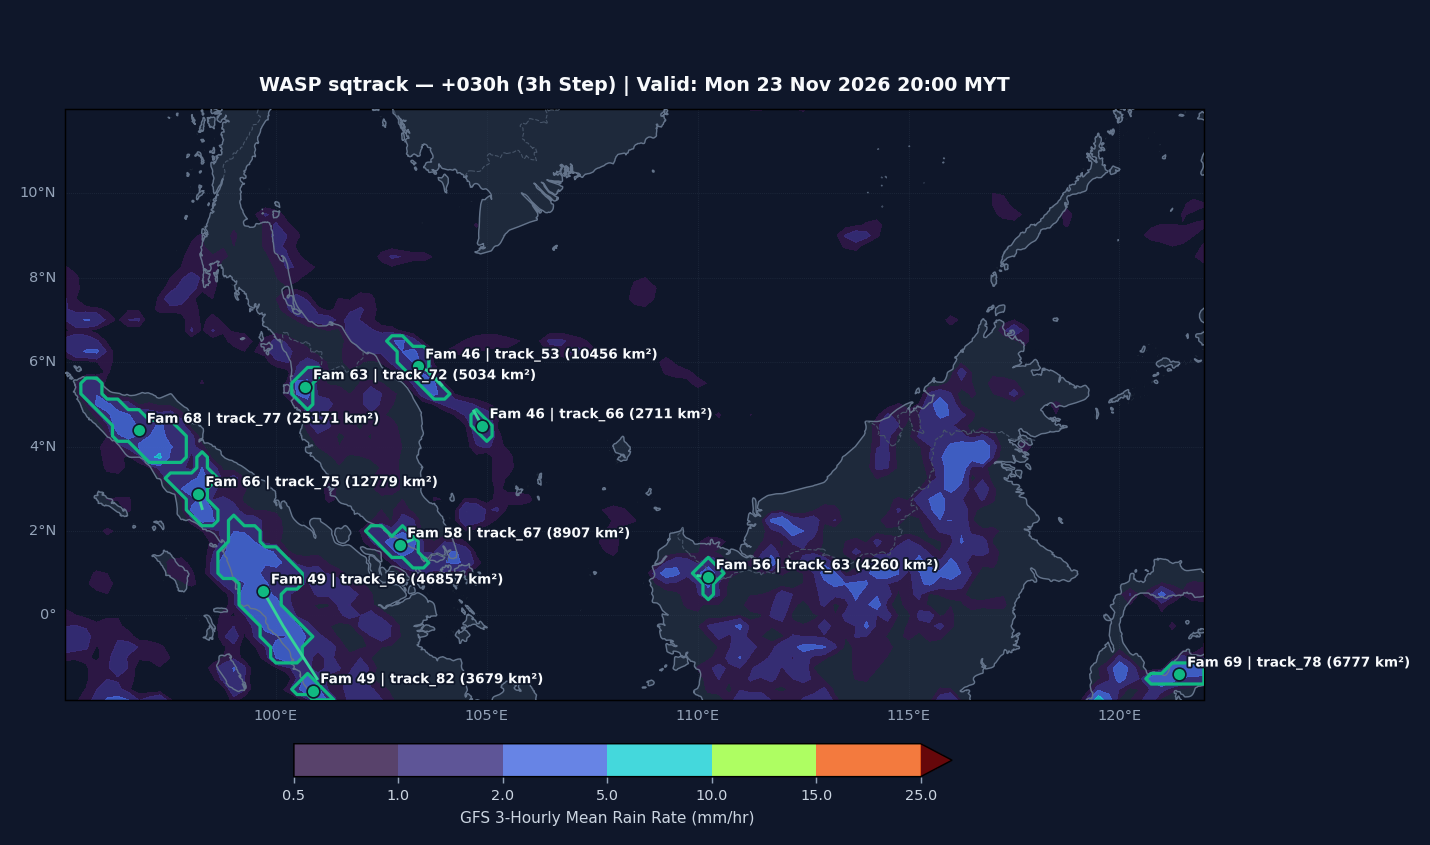 WASP sqtrack — +030h (3h Step) | Valid: Mon 23 Nov 2026 20:00 MYT
10°N
8°N
6°N
4°N
2°N
0°
Fam 46 | track_53 (10456 km²)
Fam 63 | track_72 (5034 km²)
Fam 46 | track_66 (2711 km²)
Fam 68 | track_77 (25171 km²)
Fam 66 | track_75 (12779 km²)
Fam 58 | track_67 (8907 km²)
Fam 56 | track_63 (4260 km²)
Fam 49 | track_56 (46857 km²)
Fam 69 | track_78 (6777 km²)
Fam 49 | track_82 (3679 km²)
100°E 105°E 110°E 115°E 120°E
0.5 1.0 2.0 5.0 10.0 15.0 25.0
GFS 3-Hourly Mean Rain Rate (mm/hr)